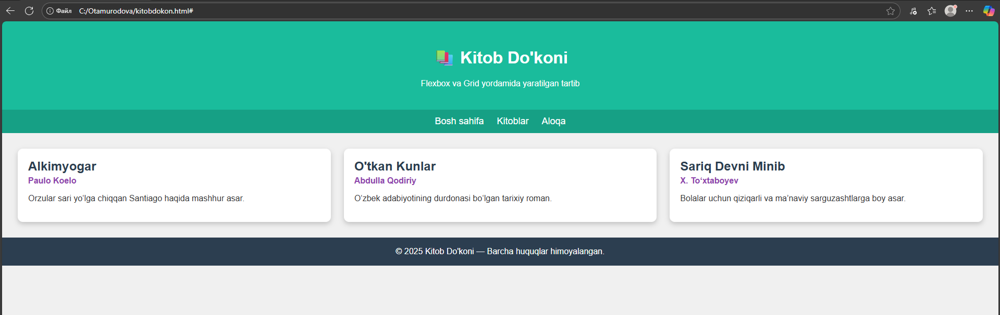 Файл C:/Otamurodova/kitobdokon.html#
Kitob Do'koni
Flexbox va Grid yordamida yaratilgan tartib
Bosh sahifa Kitoblar Aloqa
Alkimyogar
Paulo Koelo
Orzular sari yo‘lga chiqqan Santiago haqida mashhur asar.
O'tkan Kunlar
Abdulla Qodiriy
O‘zbek adabiyotining durdonasi bo‘lgan tarixiy roman.
Sariq Devni Minib
X. To‘xtaboyev
Bolalar uchun qiziqarli va ma’naviy sarguzashtlarga boy asar.
© 2025 Kitob Do'koni — Barcha huquqlar himoyalangan.